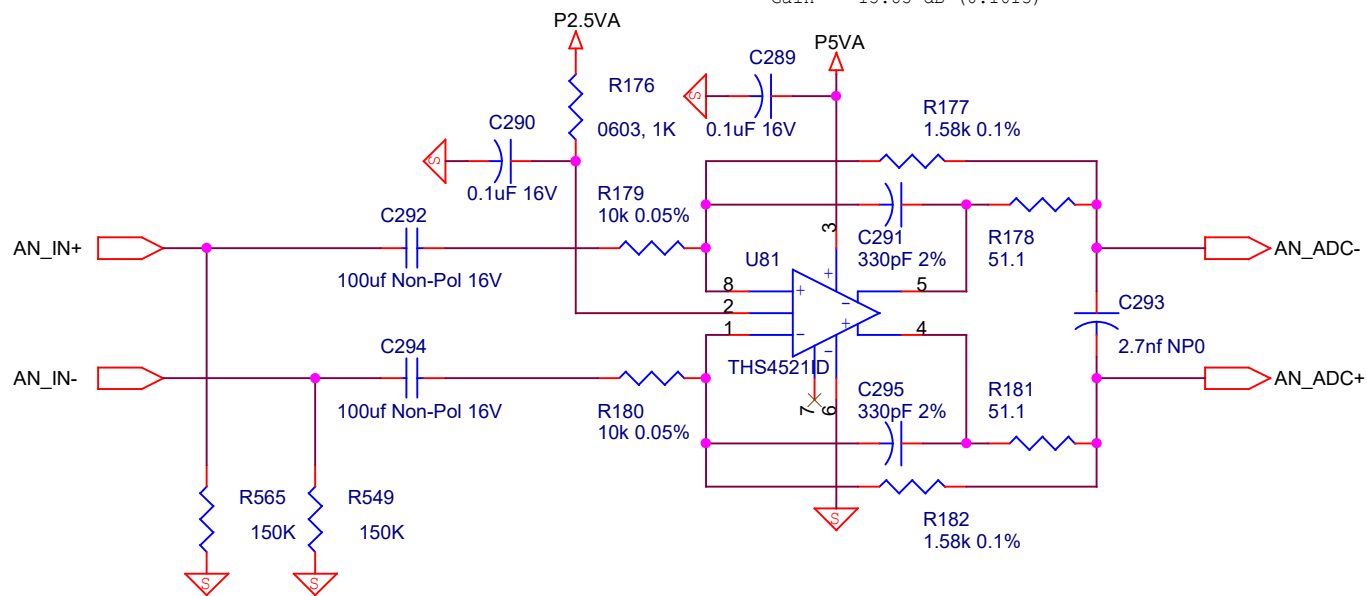 P2.5VA
P5VA
C289
R176
R177
1.58k 0.1%
C290
0603, 1K
0.1uF 16V
S
S
0.1uF 16V
R179
10k 0.05%
C292
AN_IN+
3
C291
330pF 2%
R178
51.1
AN_ADC-
100uf Non-Pol 16V
U81
8
5
2
C293
1
4
2.7nf NP0
C294
THS4521ID
AN_IN-
AN_ADC+
100uf Non-Pol 16V
R180
10k 0.05%
7
6
C295
330pF 2%
R181
51.1
R565
150K
R549
150K
R182
1.58k 0.1%
S
S
S